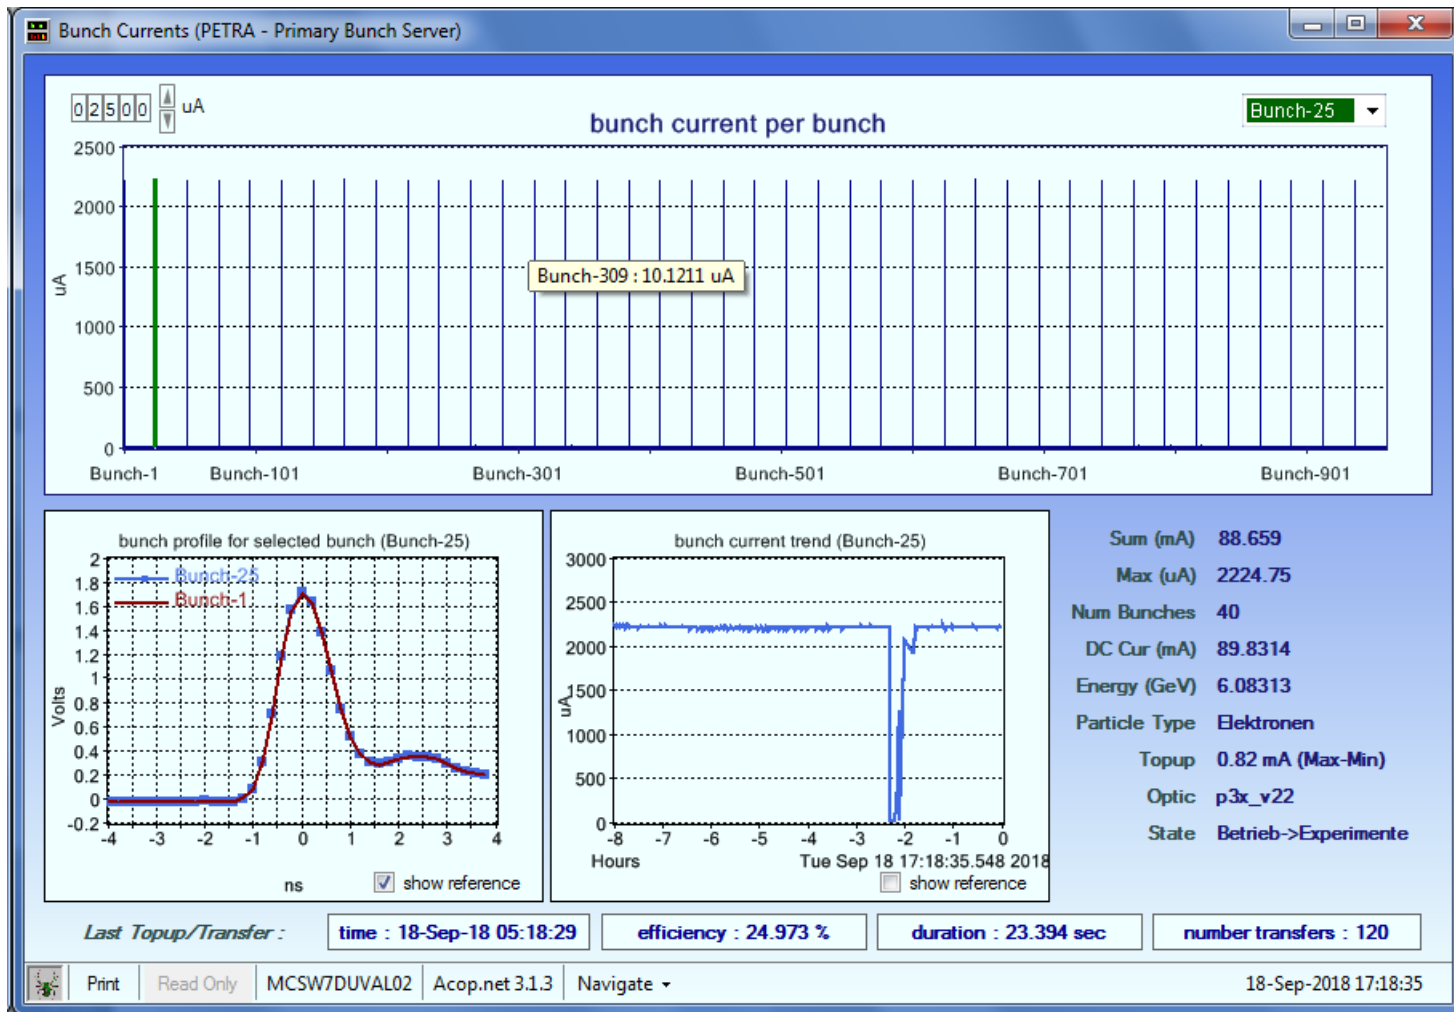 Bunch Currents (PETRA - Primary Bunch Server)
02500 uA
bunch current per bunch
Bunch-25
2500
2000
1500
1000
500
0
uA
Bunch-309 : 10.1211 uA
Bunch-1 Bunch-101 Bunch-301 Bunch-501 Bunch-701 Bunch-901
bunch profile for selected bunch (Bunch-25)
2
1.8
1.6
1.4
1.2
1
0.8
0.6
0.4
0.2
0
-0.2
Volts
Bunch-25
Bunch-1
-4 -3 -2 -1 0 1 2 3 4
ns
show reference
bunch current trend (Bunch-25)
3000
2500
2000
1500
1000
500
0
uA
-8 -7 -6 -5 -4 -3 -2 -1 0
Hours Tue Sep 18 17:18:35.548 2018
show reference
Sum (mA) 88.659
Max (uA) 2224.75
Num Bunches 40
DC Cur (mA) 89.8314
Energy (GeV) 6.08313
Particle Type Elektronen
Topup 0.82 mA (Max-Min)
Optic p3x_v22
State Betrieb->Experimente
Last Topup/Transfer : time : 18-Sep-18 05:18:29 efficiency : 24.973 % duration : 23.394 sec number transfers : 120
Print Read Only MCSW7DUVAL02 Acop.net 3.1.3 Navigate 18-Sep-2018 17:18:35